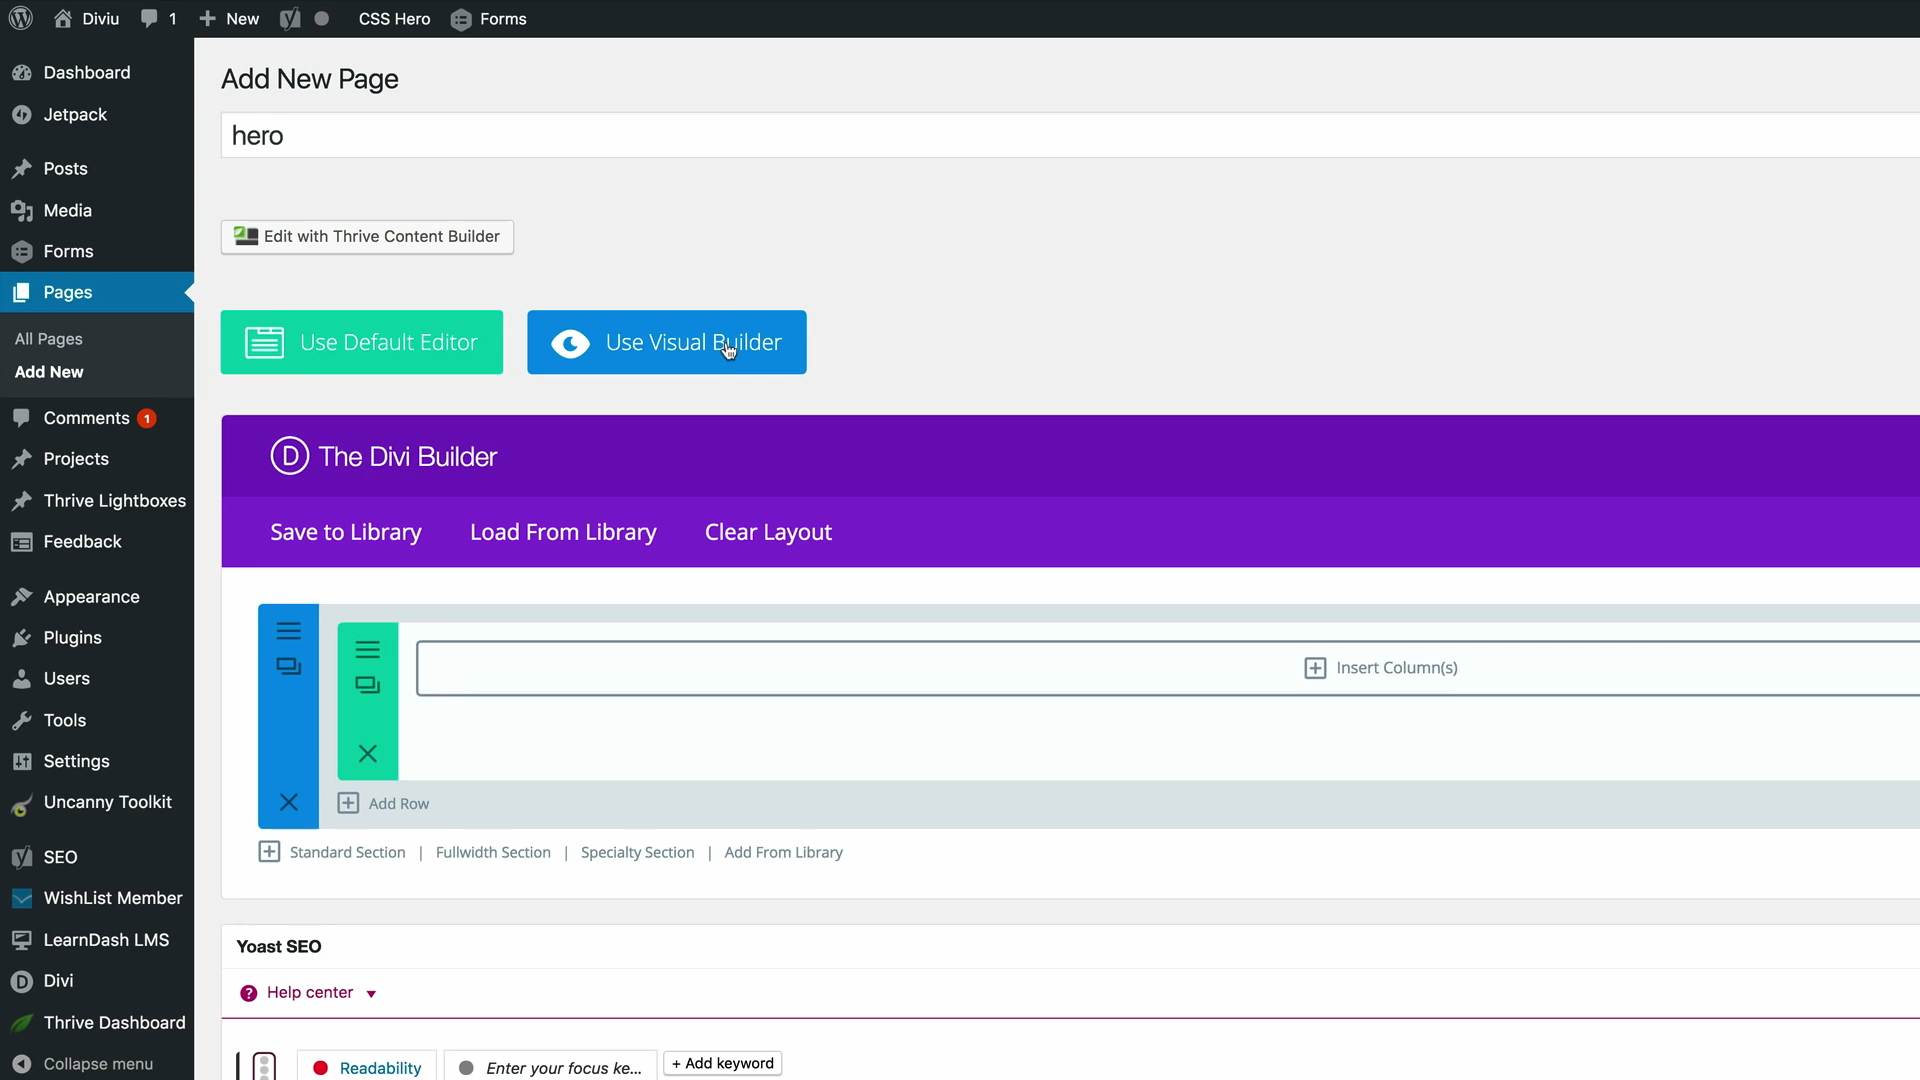 Diviu 1 New CSS Hero Forms
Dashboard
Jetpack
Posts
Media
Forms
Pages
All Pages
Add New
Comments 1
Projects
Thrive Lightboxes
Feedback
Appearance
Plugins
Users
Tools
Settings
Uncanny Toolkit
SEO
WishList Member
LearnDash LMS
Divi
Thrive Dashboard
Collapse menu
Add New Page
hero
Edit with Thrive Content Builder
Use Default Editor Use Visual Builder
D The Divi Builder
Save to Library Load From Library Clear Layout
Insert Column(s)
Add Row
Standard Section | Fullwidth Section | Specialty Section | Add From Library
Yoast SEO
? Help center
Readability Enter your focus ke... + Add keyword